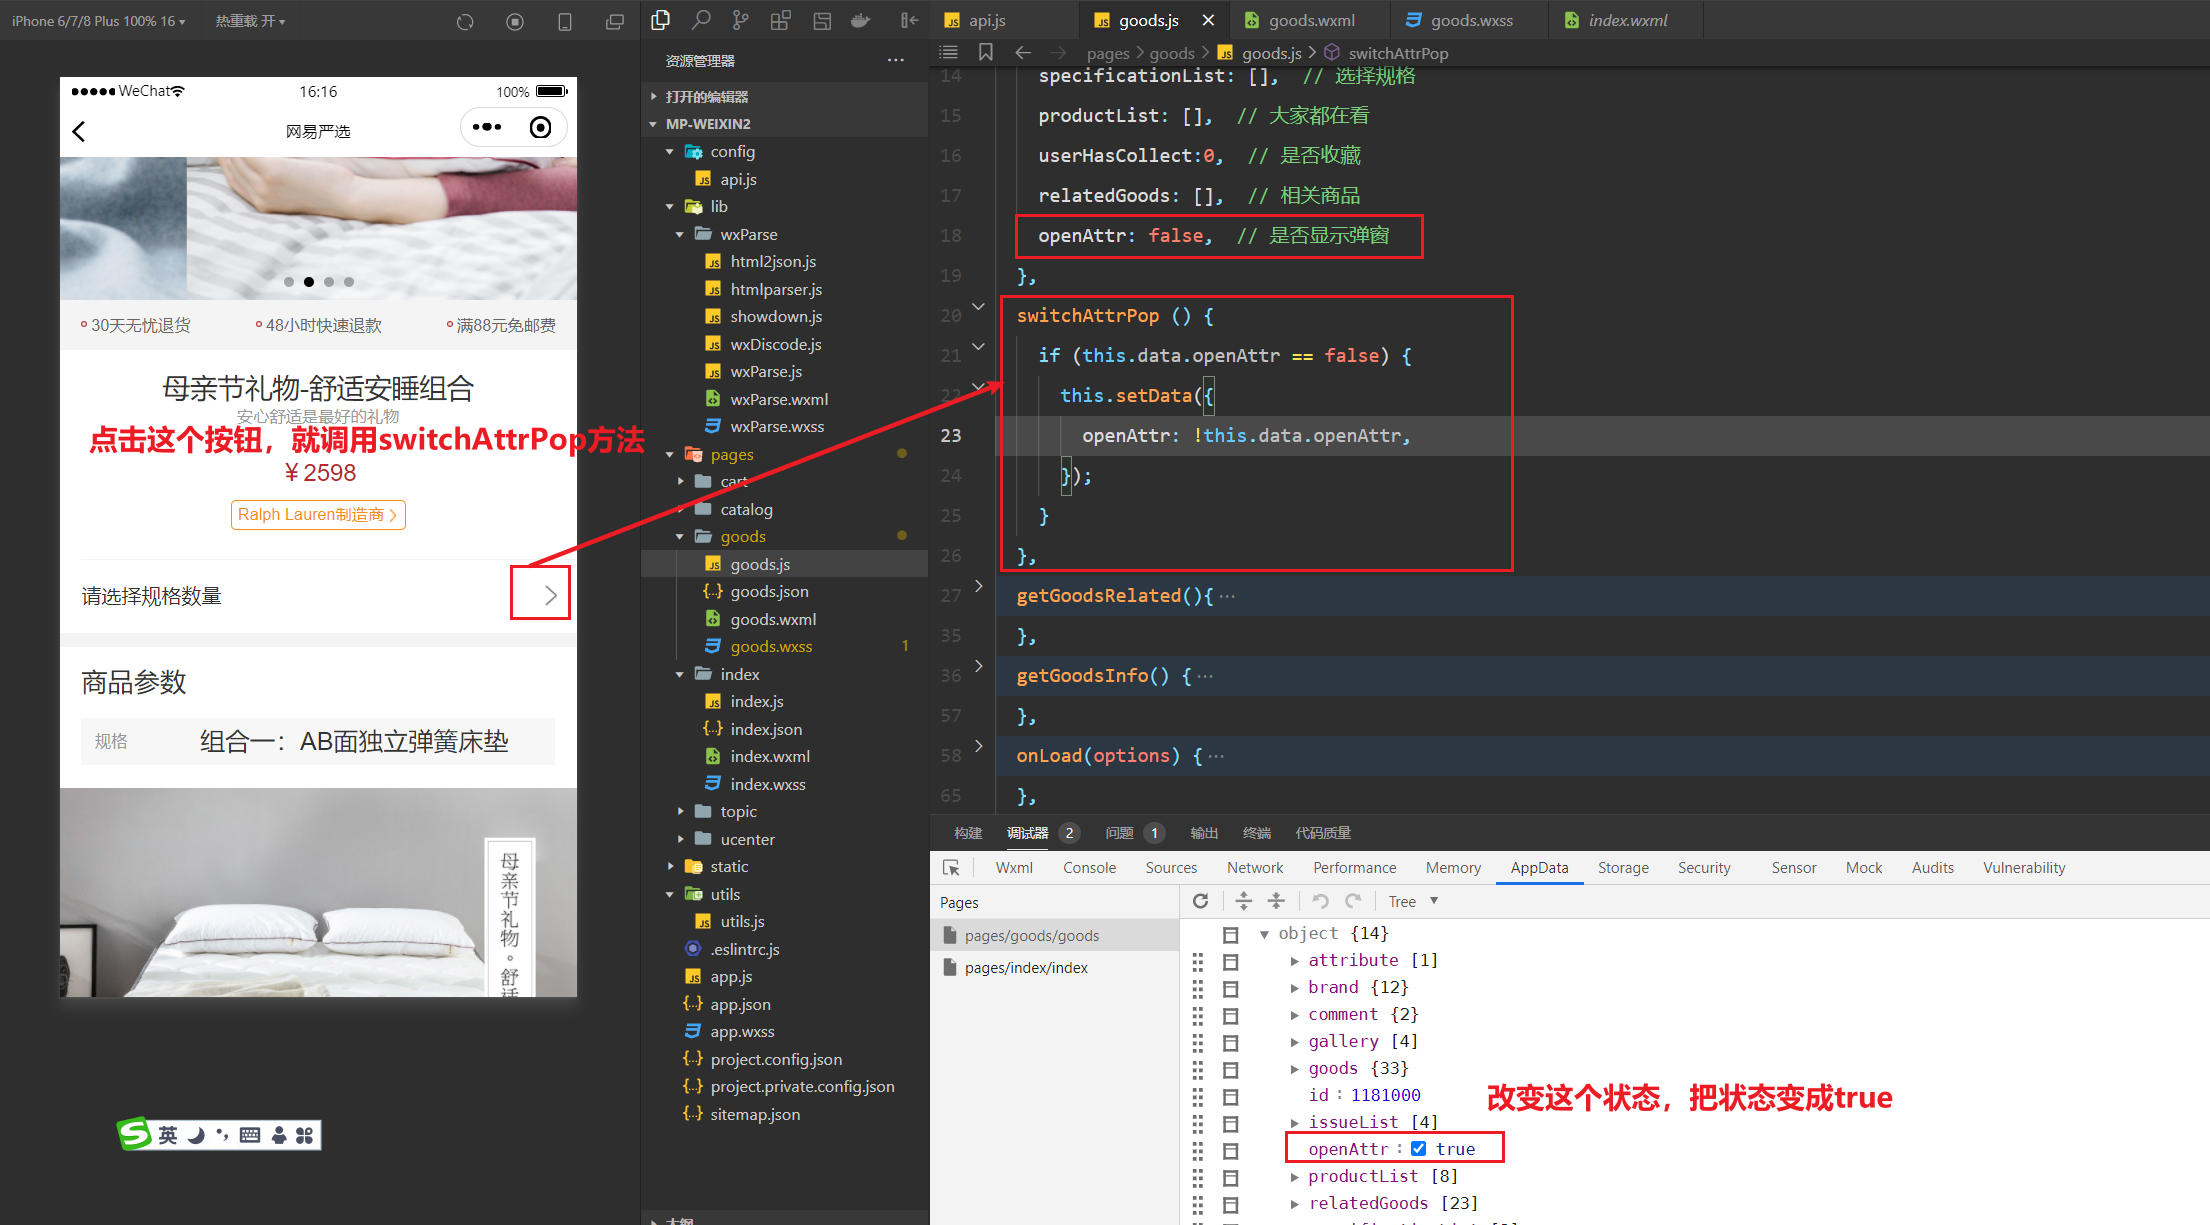 iPhone 6/7/8 Plus 100% 16
热重载 开
WeChat
16:16
100%
网易严选
30天无忧退货
48小时快速退款
满88元免邮费
母亲节礼物-舒适安睡组合
安心舒适是最好的礼物
点击这个按钮，就调用switchAttrPop方法
￥2598
Ralph Lauren制造商
请选择规格数量
商品参数
规格
组合一：AB面独立弹簧床垫
母亲节礼物。舒适
英
资源管理器
打开的编辑器
MP-WEIXIN2
config
api.js
lib
wxParse
html2json.js
htmlparser.js
showdown.js
wxDiscode.js
wxParse.js
wxParse.wxml
wxParse.wxss
pages
cart
catalog
goods
goods.js
goods.json
goods.wxml
goods.wxss 1
index
index.js
index.json
index.wxml
index.wxss
topic
ucenter
static
utils
utils.js
.eslintrc.js
app.js
app.json
app.wxss
project.config.json
project.private.config.json
sitemap.json
大纲
api.js
goods.js
goods.wxml
goods.wxss
index.wxml
pages > goods > goods.js > switchAttrPop
14 specificationList: [], // 选择规格
15 productList: [], // 大家都在看
16 userHasCollect:0, // 是否收藏
17 relatedGoods: [], // 相关商品
18 openAttr: false, // 是否显示弹窗
19 },
20 switchAttrPop () {
21 if (this.data.openAttr == false) {
22 this.setData({
23 openAttr: !this.data.openAttr,
24 });
25 }
26 },
27 getGoodsRelated(){ ···
35 },
36 getGoodsInfo() { ···
57 },
58 onLoad(options) { ···
65 },
构建 调试器 2 问题 1 输出 终端 代码质量
Wxml Console Sources Network Performance Memory AppData Storage Security Sensor Mock Audits Vulnerability
Pages
pages/goods/goods
pages/index/index
Tree
object {14}
attribute [1]
brand {12}
comment {2}
gallery [4]
goods {33}
id : 1181000
改变这个状态，把状态变成true
issueList [4]
openAttr : true
productList [8]
relatedGoods [23]